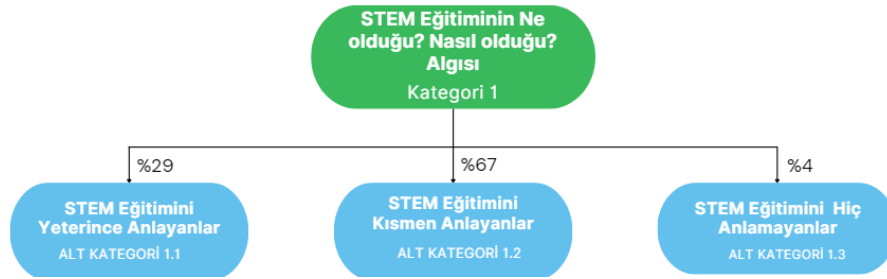 STEM Eğitiminin Ne
olduğu? Nasıl olduğu?
Algısı
Kategori 1
%29
%67
%4
STEM Eğitimini
Yeterince Anlayanlar
ALT KATEGORİ 1.1
STEM Eğitimini
Kısmen Anlayanlar
ALT KATEGORİ 1.2
STEM Eğitimini Hiç
Anlamayanlar
ALT KATEGORİ 1.3